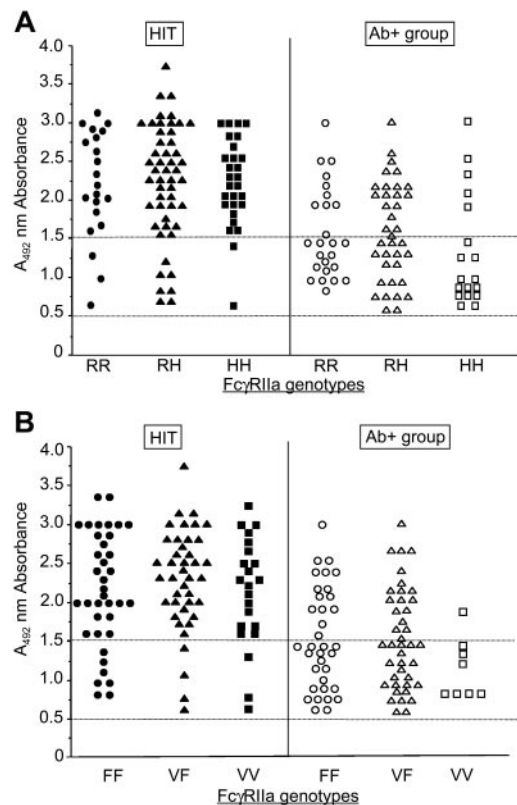 A
HIT
Ab+ group
4.0
3.5
3.0
2.5
2.0
1.5
1.0
0.5
0
A492 nm Absorbance
RR RH HH RR RH HH
FcγRIIa genotypes
B
HIT
Ab+ group
4.0
3.5
3.0
2.5
2.0
1.5
1.0
0.5
0
A492 nm Absorbance
FF VF VV FF VF VV
FcγRIIa genotypes